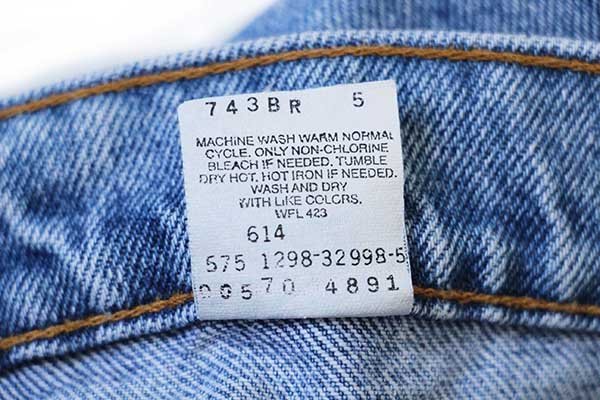 743BR 5
MACHINE WASH WARM NORMAL
CYCLE. ONLY NON-CHLORINE
BLEACH IF NEEDED. TUMBLE
DRY HOT. HOT IRON IF NEEDED.
WASH AND DRY
WITH LIKE COLORS.
WFL 423
614
575 1298-32998-5
00570 4891